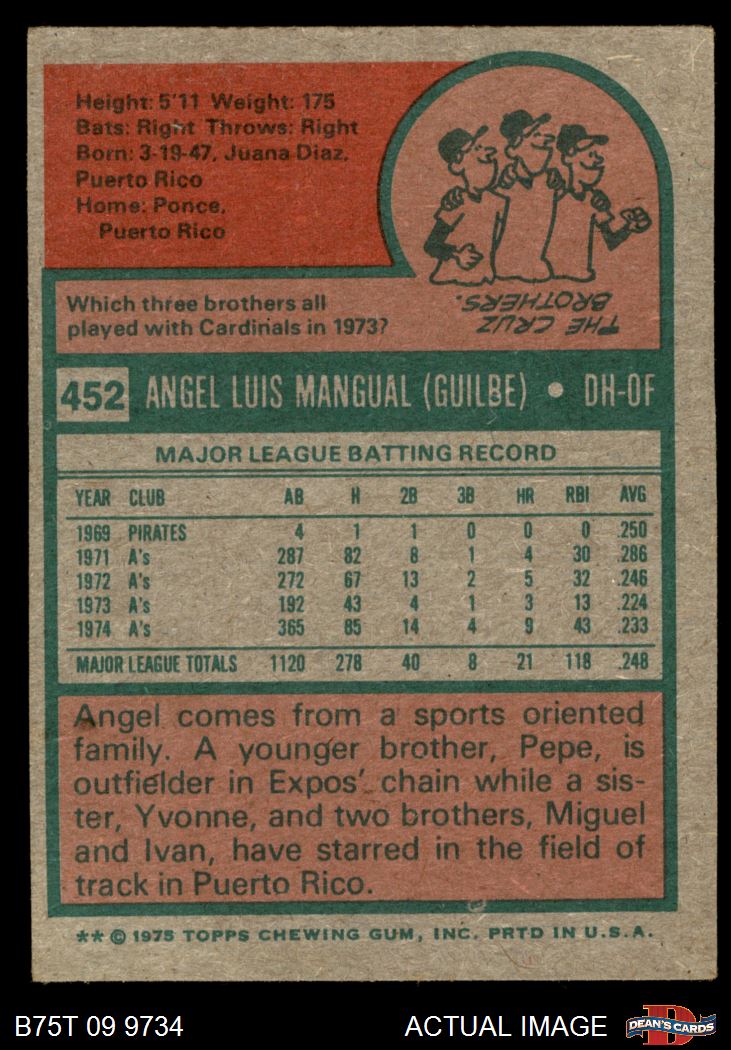 Height: 5'11 Weight: 175
Bats: Right Throws: Right
Born: 3-19-47, Juana Diaz,
Puerto Rico
Home: Ponce,
Puerto Rico
Which three brothers all
played with Cardinals in 1973?
THE CRUZ
BROTHERS.
452 ANGEL LUIS MANGUAL (GUILBE) • DH-OF
MAJOR LEAGUE BATTING RECORD
YEAR CLUB AB H 2B 3B HR RBI AVG
1969 PIRATES 4 1 1 0 0 0 .250
1971 A's 287 82 8 1 4 30 .286
1972 A's 272 67 13 2 5 32 .246
1973 A's 192 43 4 1 3 13 .224
1974 A's 365 85 14 4 9 43 .233
MAJOR LEAGUE TOTALS 1120 278 40 8 21 118 .248
Angel comes from a sports oriented
family. A younger brother, Pepe, is
outfielder in Expos' chain while a sis-
ter, Yvonne, and two brothers, Miguel
and Ivan, have starred in the field of
track in Puerto Rico.
** © 1975 TOPPS CHEWING GUM, INC. PRTD IN U.S.A.
B75T 09 9734 ACTUAL IMAGE
D
DEAN'S CARDS